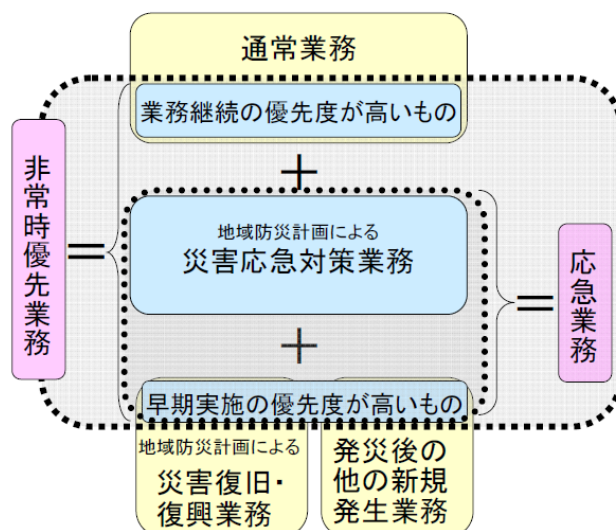 通常業務
業務継続の優先度が高いもの
＋
非常時優先業務
＝
地域防災計画による
災害応急対策業務
＝
応急業務
＋
早期実施の優先度が高いもの
地域防災計画による
災害復旧・
復興業務
発災後の
他の新規
発生業務